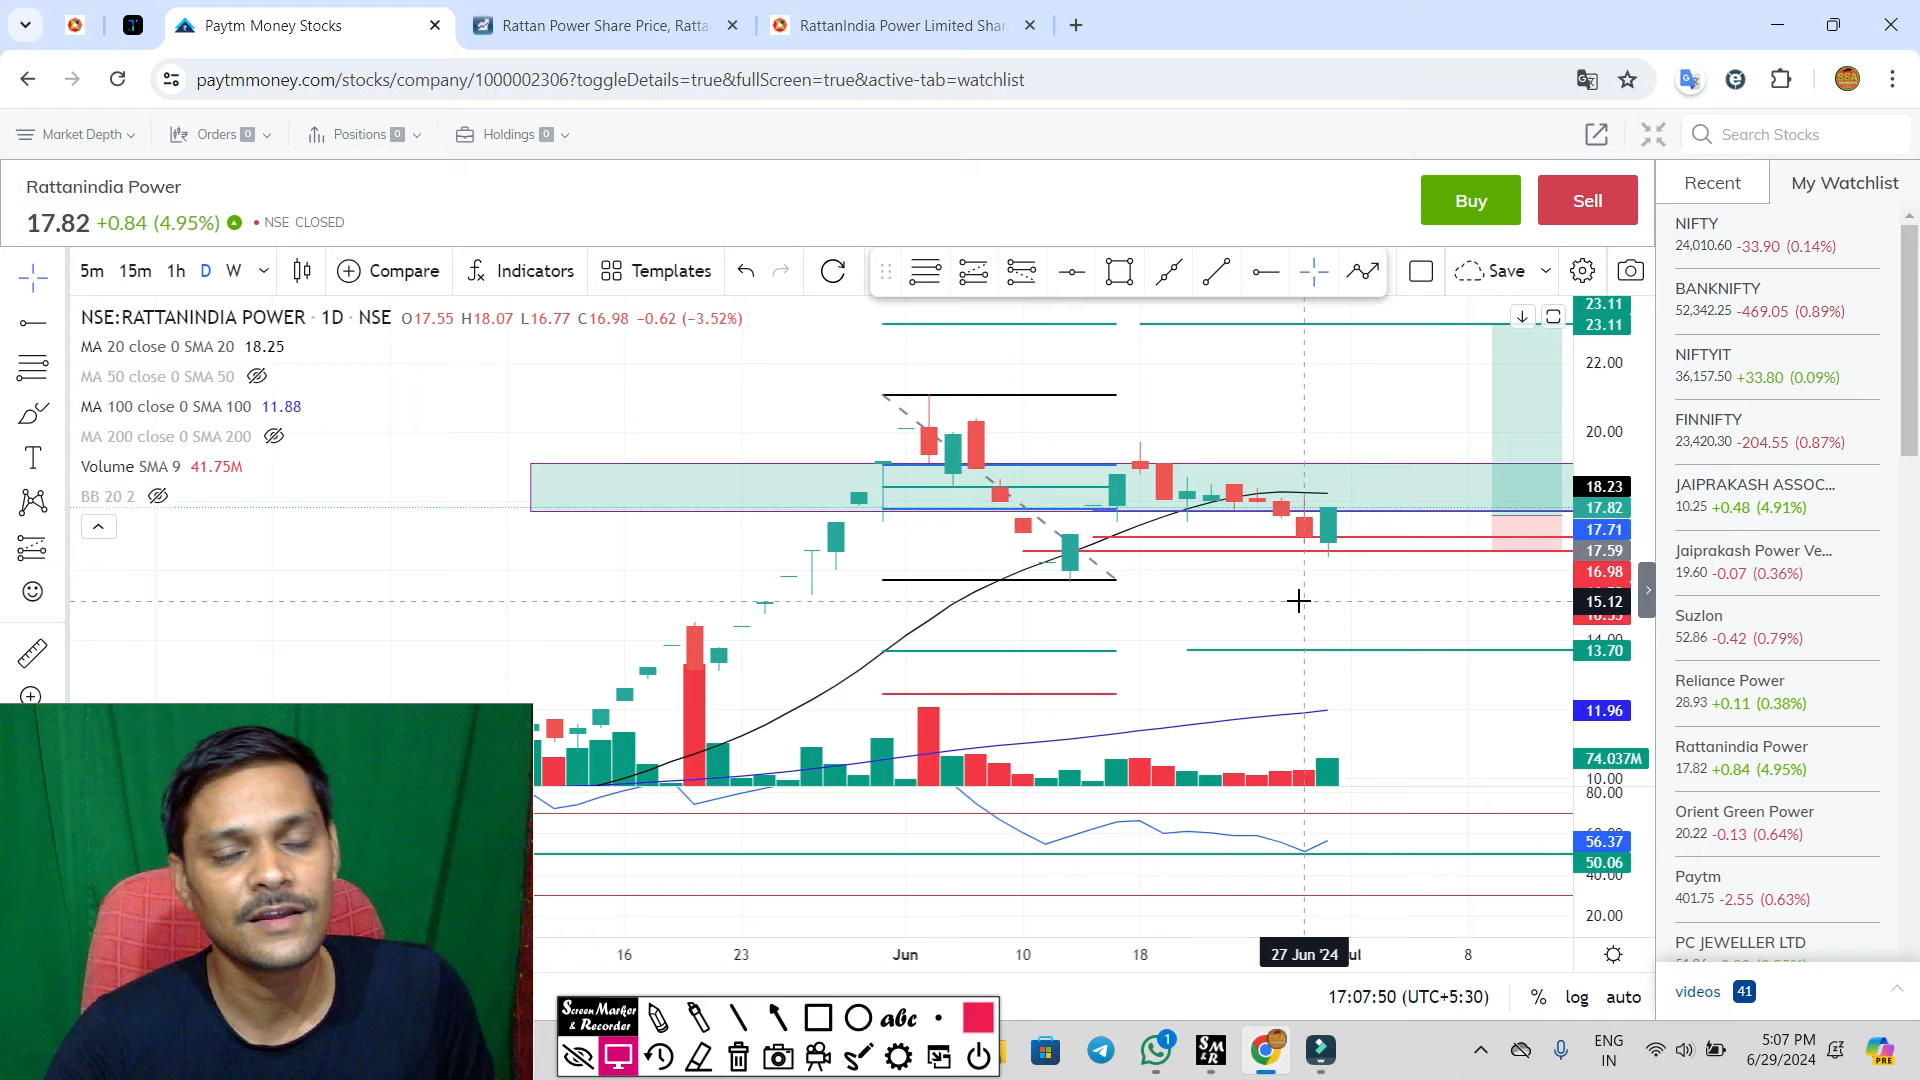 Paytm Money Stocks
Rattan Power Share Price, Ratta
RattanIndia Power Limited Shar
paytmmoney.com/stocks/company/1000002306?toggleDetails=true&fullScreen=true&active-tab=watchlist
Market Depth
Orders 0
Positions 0
Holdings 0
Search Stocks
Rattanindia Power
17.82 +0.84 (4.95%) • NSE CLOSED
Buy
Sell
Recent
My Watchlist
5m 15m 1h D W
Compare
Indicators
Templates
Save
NSE:RATTANINDIA POWER · 1D · NSE O17.55 H18.07 L16.77 C16.98 −0.62 (−3.52%)
MA 20 close 0 SMA 20 18.25
MA 50 close 0 SMA 50
MA 100 close 0 SMA 100 11.88
MA 200 close 0 SMA 200
Volume SMA 9 41.75M
BB 20 2
23.11
23.11
22.00
20.00
18.23
17.82
17.71
17.59
16.98
15.12
14.00
13.70
11.96
74.037M
10.00
80.00
56.37
50.06
40.00
20.00
16 23 Jun 10 18 27 Jun '24 ul 8
17:07:50 (UTC+5:30) % log auto
NIFTY
24,010.60 -33.90 (0.14%)
BANKNIFTY
52,342.25 -469.05 (0.89%)
NIFTYIT
36,157.50 +33.80 (0.09%)
FINNIFTY
23,420.30 -204.55 (0.87%)
JAIPRAKASH ASSOC...
10.25 +0.48 (4.91%)
Jaiprakash Power Ve...
19.60 -0.07 (0.36%)
Suzlon
52.86 -0.42 (0.79%)
Reliance Power
28.93 +0.11 (0.38%)
Rattanindia Power
17.82 +0.84 (4.95%)
Orient Green Power
20.22 -0.13 (0.64%)
Paytm
401.75 -2.55 (0.63%)
PC JEWELLER LTD
videos 41
Screen Marker
& Recorder
abc
SM
&R
1
ENG
IN
5:07 PM
6/29/2024
PRE